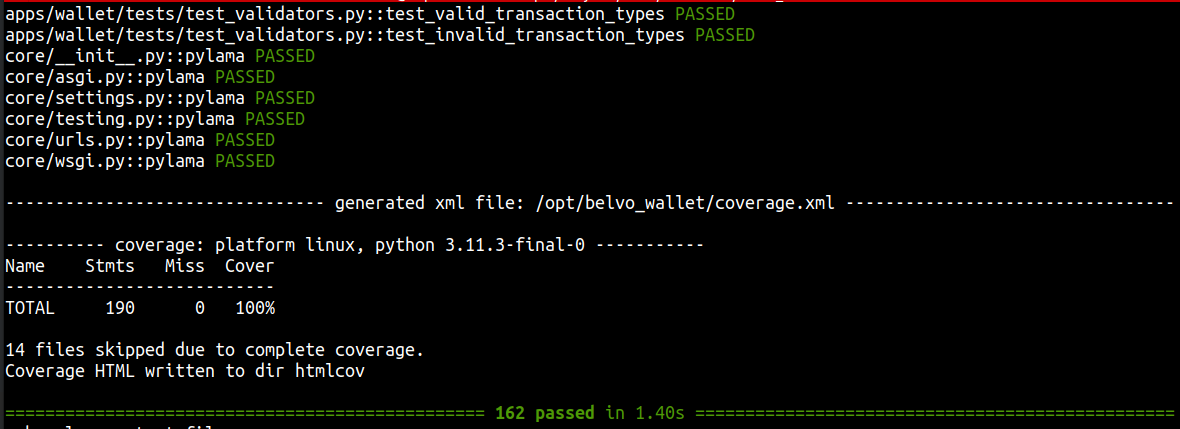 apps/wallet/tests/test_validators.py::test_valid_transaction_types PASSED
apps/wallet/tests/test_validators.py::test_invalid_transaction_types PASSED
core/__init__.py::pylama PASSED
core/asgi.py::pylama PASSED
core/settings.py::pylama PASSED
core/testing.py::pylama PASSED
core/urls.py::pylama PASSED
core/wsgi.py::pylama PASSED
-------------------------------- generated xml file: /opt/belvo_wallet/coverage.xml ---------------------------------
---------- coverage: platform linux, python 3.11.3-final-0 -----------
Name    Stmts   Miss  Cover
---------------------------
TOTAL     190      0   100%
14 files skipped due to complete coverage.
Coverage HTML written to dir htmlcov
================================================ 162 passed in 1.40s ================================================